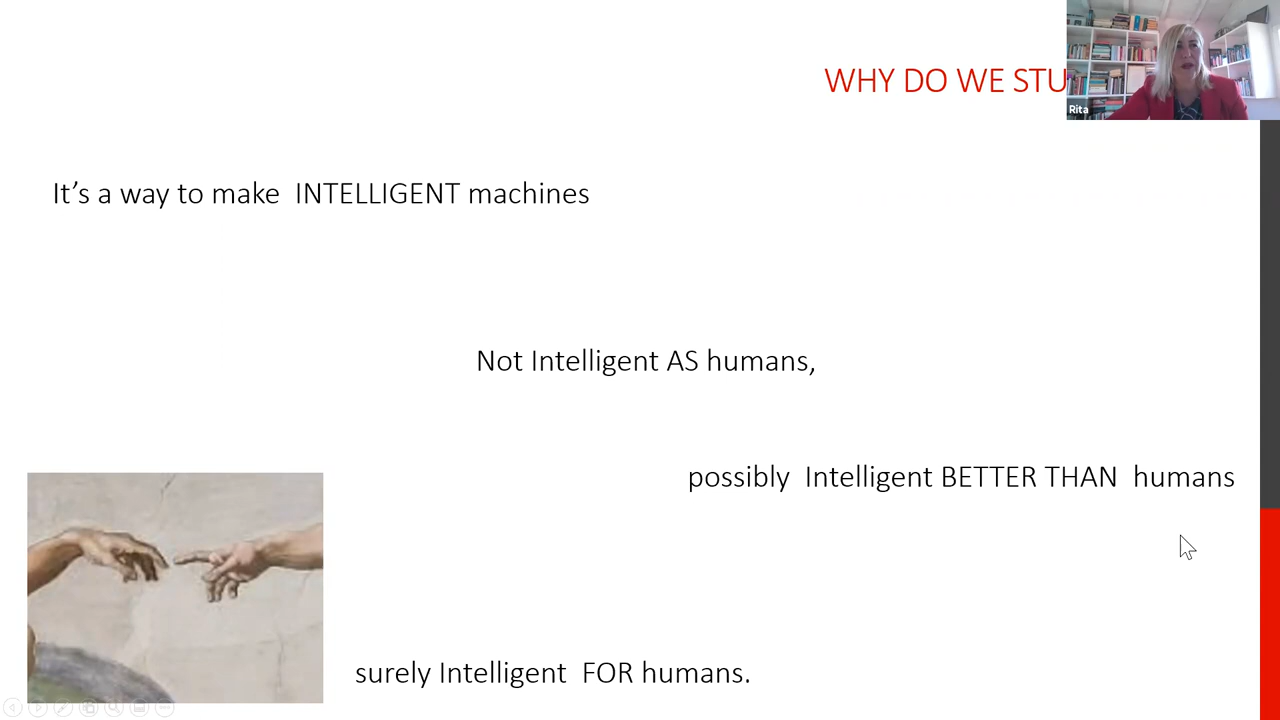 WHY DO WE STU
Rita
It’s a way to make INTELLIGENT machines
Not Intelligent AS humans,
possibly Intelligent BETTER THAN humans
surely Intelligent FOR humans.